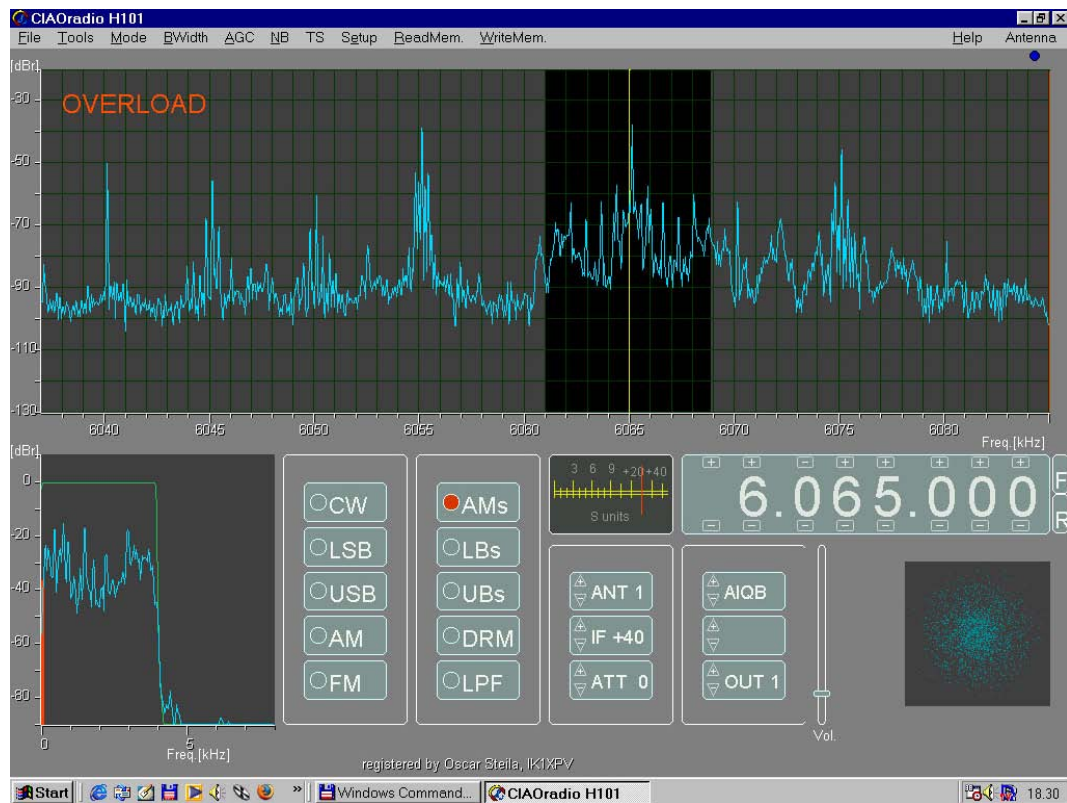 CIAOradio H101
File Tools Mode BWidth AGC NB TS Setup ReadMem. WriteMem. Help Antenna
[dBr]
OVERLOAD
-30
-50
-70
-90
-110
-130
6040 6045 6050 6055 6060 6065 6070 6075 6080
Freq.[kHz]
[dBr]
0
-20
-40
-60
-80
0 5
Freq.[kHz]
CW
LSB
USB
AM
FM
AMs
LBs
UBs
DRM
LPF
3 6 9 +20 +40
S units
6.065.000
F
R
ANT 1
IF +40
ATT 0
AIQB
OUT 1
Vol.
registered by Oscar Steila, IK1XPV
Start » Windows Command... CIAOradio H101 18.30